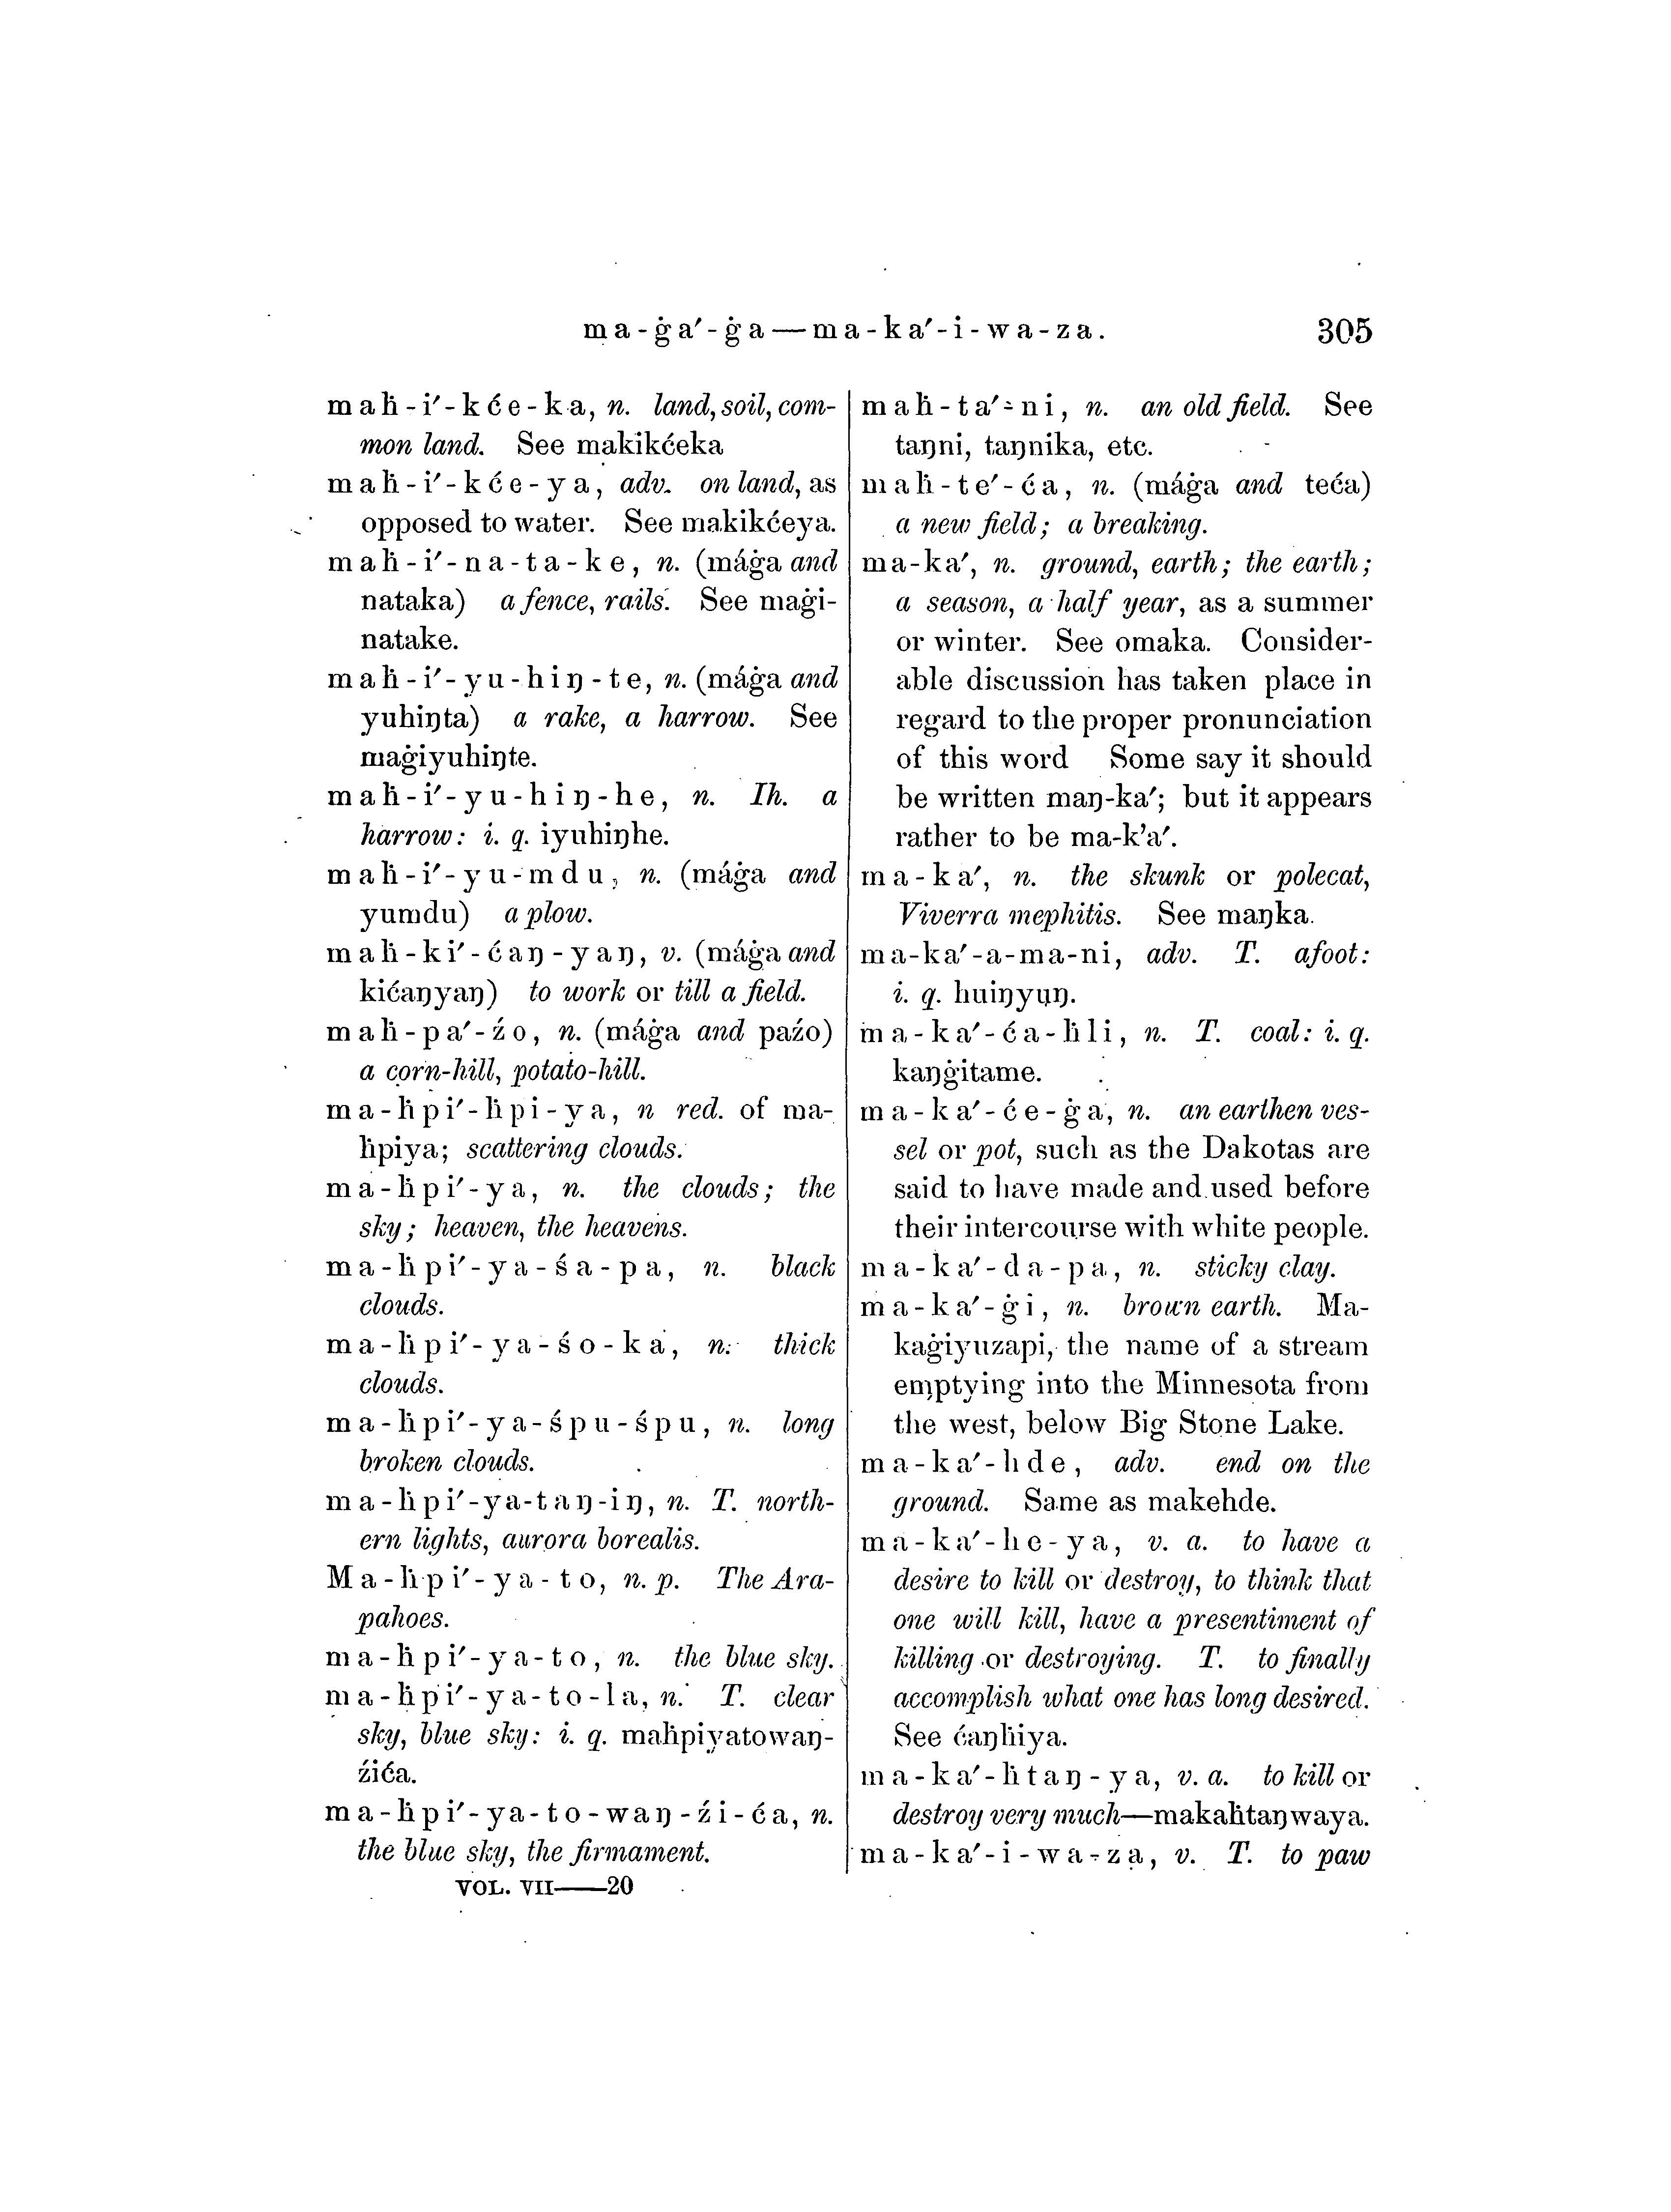 ma-ġa′-ġa—ma-ka′-i-wa-za.
305
maḣ-i′-kće-ka, n. land, soil, com-
mon land. See makikćeka
maḣ-i′-kće-ya, adv. on land, as
opposed to water. See makikćeya.
maḣ-i′-na-ta-ke, n. (máġa and
nataka) a fence, rails. See maġi-
natake.
maḣ-i′-yu-hiŋ-te, n. (máġa and
yuhiŋta) a rake, a harrow. See
maġiyuhiŋte.
maḣ-i′-yu-hiŋ-he, n. Ih. a
harrow: i. q. iyuhiŋhe.
maḣ-i′-yu-mdu, n. (máġa and
yumdu) a plow.
maḣ-ki′-ćaŋ-yaŋ, v. (máġa and
kićaŋyaŋ) to work or till a field.
maḣ-pa′-źo, n. (máġa and paźo)
a corn-hill, potato-hill.
ma-ḣpi′-ḣpi-ya, n red. of ma-
ḣpiya; scattering clouds.
ma-ḣpi′-ya, n. the clouds; the
sky; heaven, the heavens.
ma-ḣpi′-ya-śa-pa, n. black
clouds.
ma-ḣpi′-ya-śo-ka, n. thick
clouds.
ma-ḣpi′-ya-śpu-śpu, n. long
broken clouds.
ma-ḣpi′-ya-taŋ-iŋ, n. T. north-
ern lights, aurora borealis.
Ma-ḣpi′-ya-to, n. p. The Ara-
pahoes.
ma-ḣpi′-ya-to, n. the blue sky.
ma-ḣpi′-ya-to-la, n. T. clear
sky, blue sky: i. q. maḣpiyatowaŋ-
źića.
ma-ḣpi′-ya-to-waŋ-źi-ća, n.
the blue sky, the firmament.
VOL. VII——20
maḣ-ta′-ni, n. an old field. See
taŋni, taŋnika, etc.
maḣ-te′-ća, n. (máġa and teća)
a new field; a breaking.
ma-ka′, n. ground, earth; the earth;
a season, a half year, as a summer
or winter. See omaka. Consider-
able discussion has taken place in
regard to the proper pronunciation
of this word Some say it should
be written maŋ-ka′; but it appears
rather to be ma-k’a′.
ma-ka′, n. the skunk or polecat,
Viverra mephitis. See maŋka.
ma-ka′-a-ma-ni, adv. T. afoot:
i. q. huiŋyuŋ.
ma-ka′-ća-ḣli, n. T. coal: i. q.
kaŋġitame.
ma-ka′-će-ġa, n. an earthen ves-
sel or pot, such as the Dakotas are
said to have made and used before
their intercourse with white people.
ma-ka′-da-pa, n. sticky clay.
ma-ka′-ġi, n. brown earth. Ma-
kaġiyuzapi, the name of a stream
emptying into the Minnesota from
the west, below Big Stone Lake.
ma-ka′-hde, adv. end on the
ground. Same as makehde.
ma-ka′-he-ya, v. a. to have a
desire to kill or destroy, to think that
one will kill, have a presentiment of
killing or destroying. T. to finally
accomplish what one has long desired.
See ćaŋḣiya.
ma-ka′-ḣtaŋ-ya, v. a. to kill or
destroy very much—makaḣtaŋwaya.
ma-ka′-i-wa-za, v. T. to paw